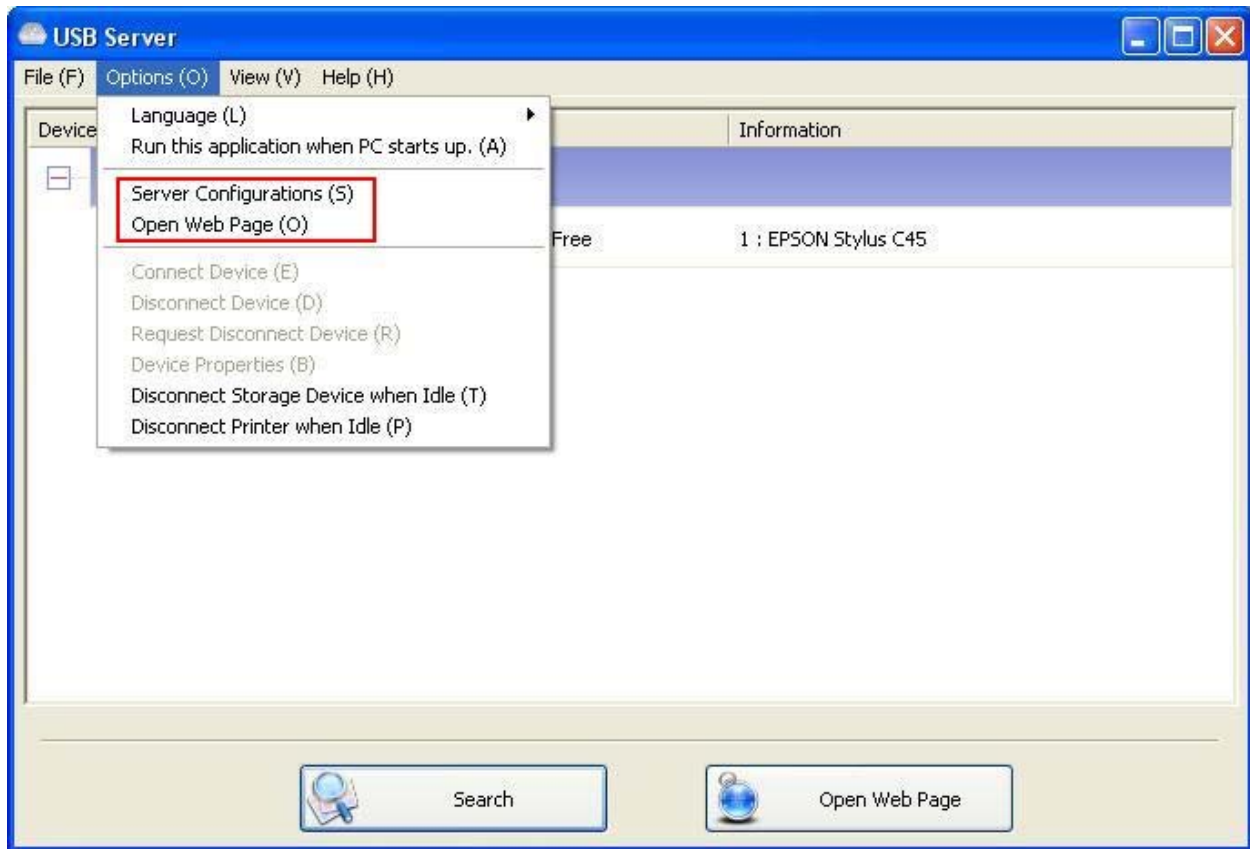 USB Server
File (F) Options (O) View (V) Help (H)
Device
Information
Language (L)
Run this application when PC starts up. (A)
Server Configurations (S)
Open Web Page (O)
Free
1 : EPSON Stylus C45
Connect Device (E)
Disconnect Device (D)
Request Disconnect Device (R)
Device Properties (B)
Disconnect Storage Device when Idle (T)
Disconnect Printer when Idle (P)
Search
Open Web Page